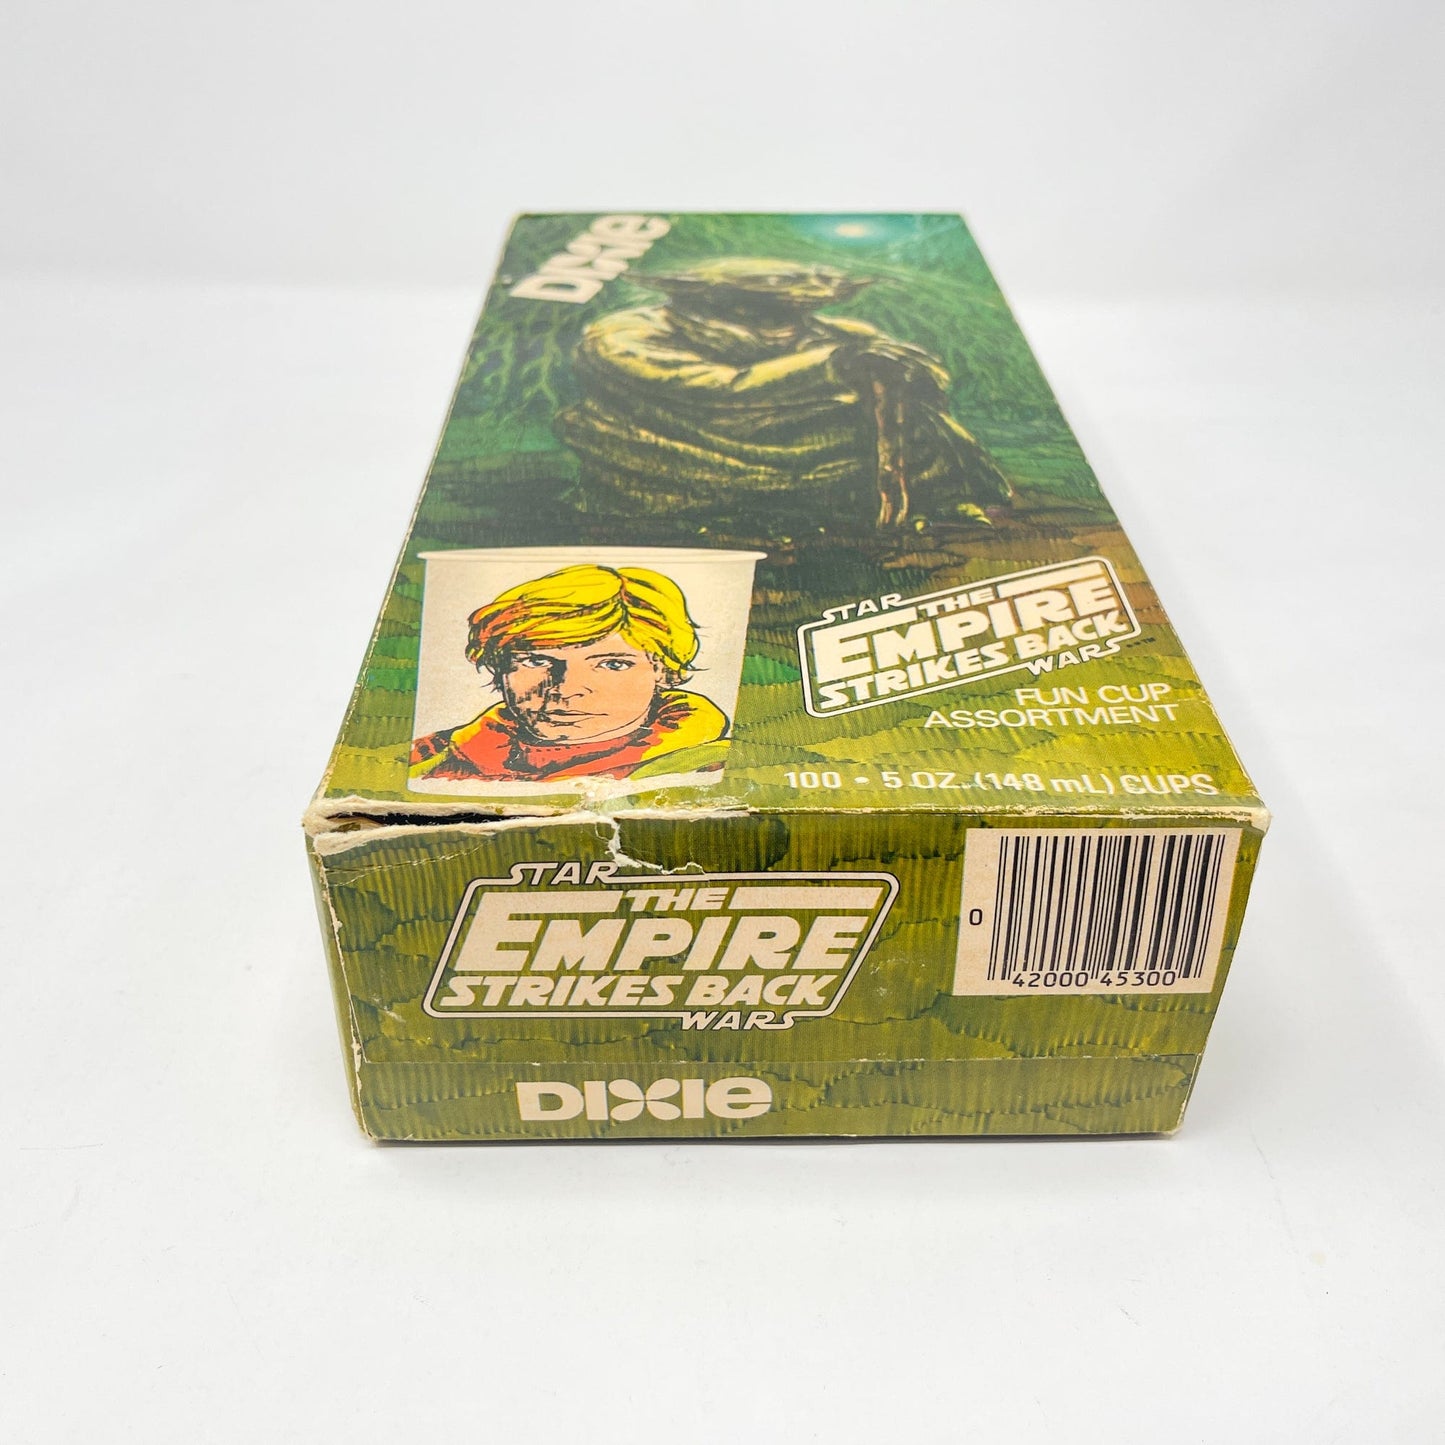 DIXIE
STAR
THE
EMPIRE
STRIKES BACK
WARS™
FUN CUP
ASSORTMENT
100 • 5 OZ. (148 mL) CUPS
STAR
THE
EMPIRE
STRIKES BACK
WARS
0 42000 45300
DIXIE